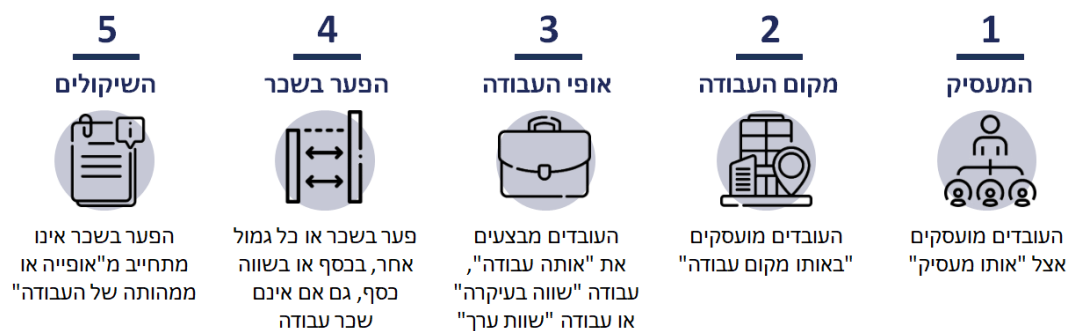 1
המעסיק
העובדים מועסקים
אצל "אותו מעסיק"
2
מקום העבודה
העובדים מועסקים
"באותו מקום עבודה"
3
אופי העבודה
העובדים מבצעים
את "אותה עבודה",
עבודה "שווה בעיקרה"
או עבודה "שוות ערך"
4
הפער בשכר
פער בשכר או כל גמול
אחר, בכסף או בשווה
כסף, גם אם אינם
שכר עבודה
5
השיקולים
הפער בשכר אינו
מתחייב מ"אופייה או
ממהותה של העבודה"